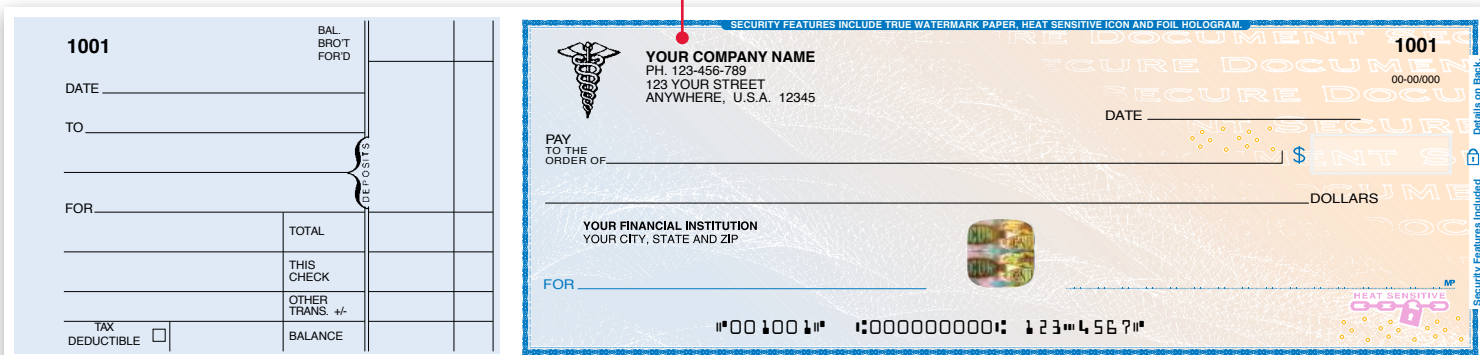 1001
BAL.
BRO'T
FOR'D
DATE
TO
DEPOSITS
FOR
TOTAL
THIS
CHECK
OTHER
TRANS. +/-
TAX
DEDUCTIBLE
BALANCE
SECURITY FEATURES INCLUDE TRUE WATERMARK PAPER, HEAT SENSITIVE ICON AND FOIL HOLOGRAM.
YOUR COMPANY NAME
PH. 123-456-789
123 YOUR STREET
ANYWHERE, U.S.A. 12345
1001
00-00/000
DATE
PAY
TO THE
ORDER OF
$
DOLLARS
YOUR FINANCIAL INSTITUTION
YOUR CITY, STATE AND ZIP
FOR
MP
HEAT SENSITIVE
⑈001001⑈ ⑆000000000⑆ 123⑉4567⑈
Security Features Included
Details on Back.
SECURE DOCUMENT